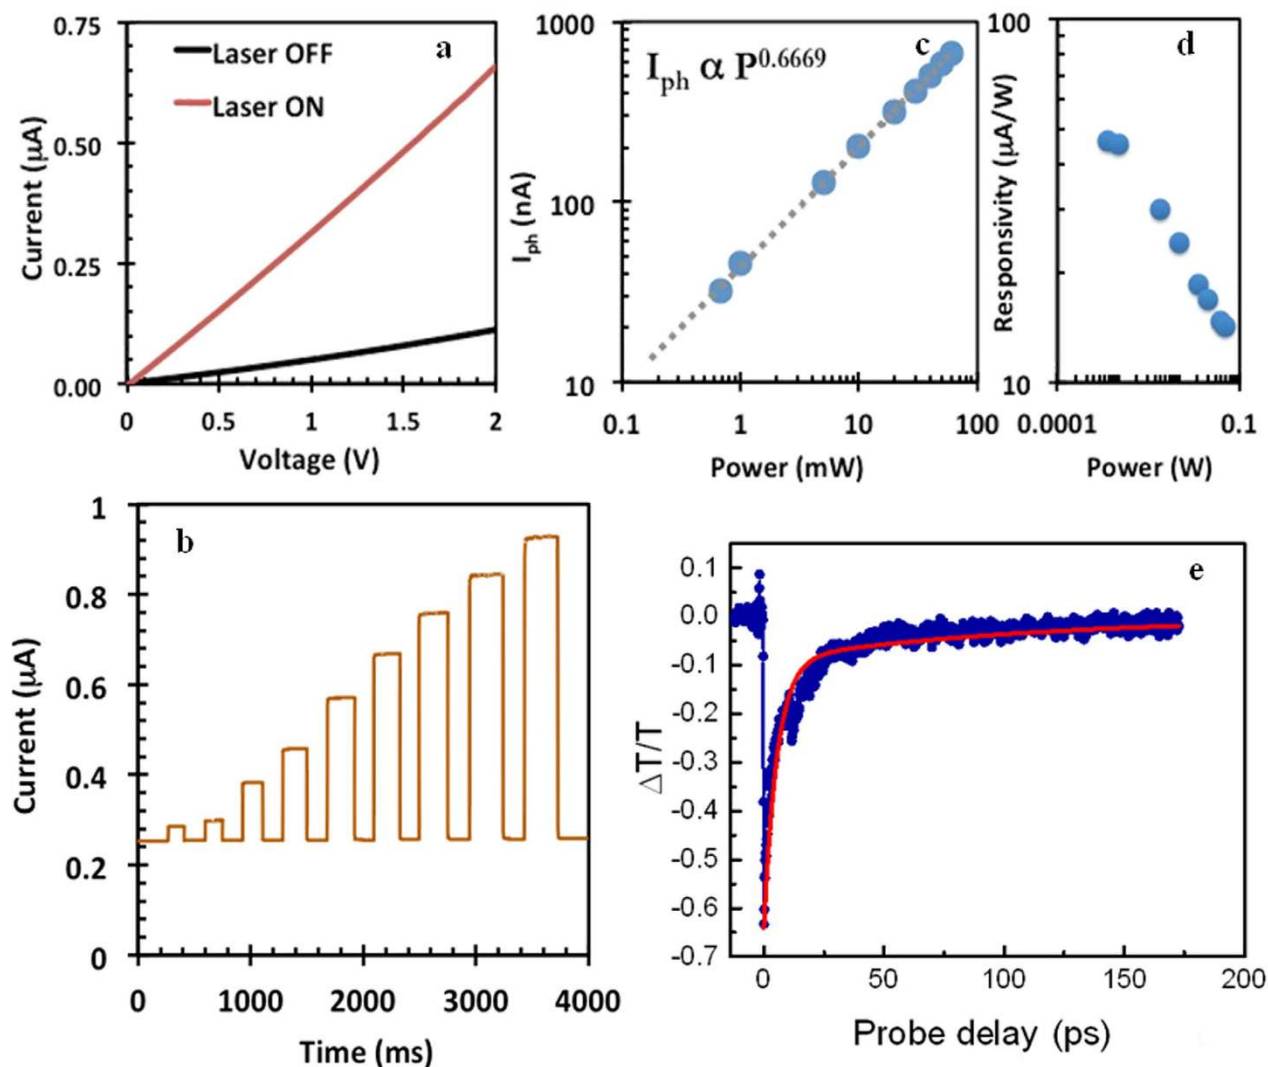 a
Laser OFF
Laser ON
0.75
0.50
0.25
0.00
Current (µA)
0
0.5
1
1.5
2
Voltage (V)
c
I_ph α P^0.6669
1000
100
10
I_ph (nA)
0.1
1
10
100
Power (mW)
d
100
10
Responsivity (µA/W)
0.0001
0.1
Power (W)
b
1
0.8
0.6
0.4
0.2
0
Current (µA)
0
1000
2000
3000
4000
Time (ms)
e
0.1
0.0
-0.1
-0.2
-0.3
-0.4
-0.5
-0.6
-0.7
△T/T
0
50
100
150
200
Probe delay (ps)